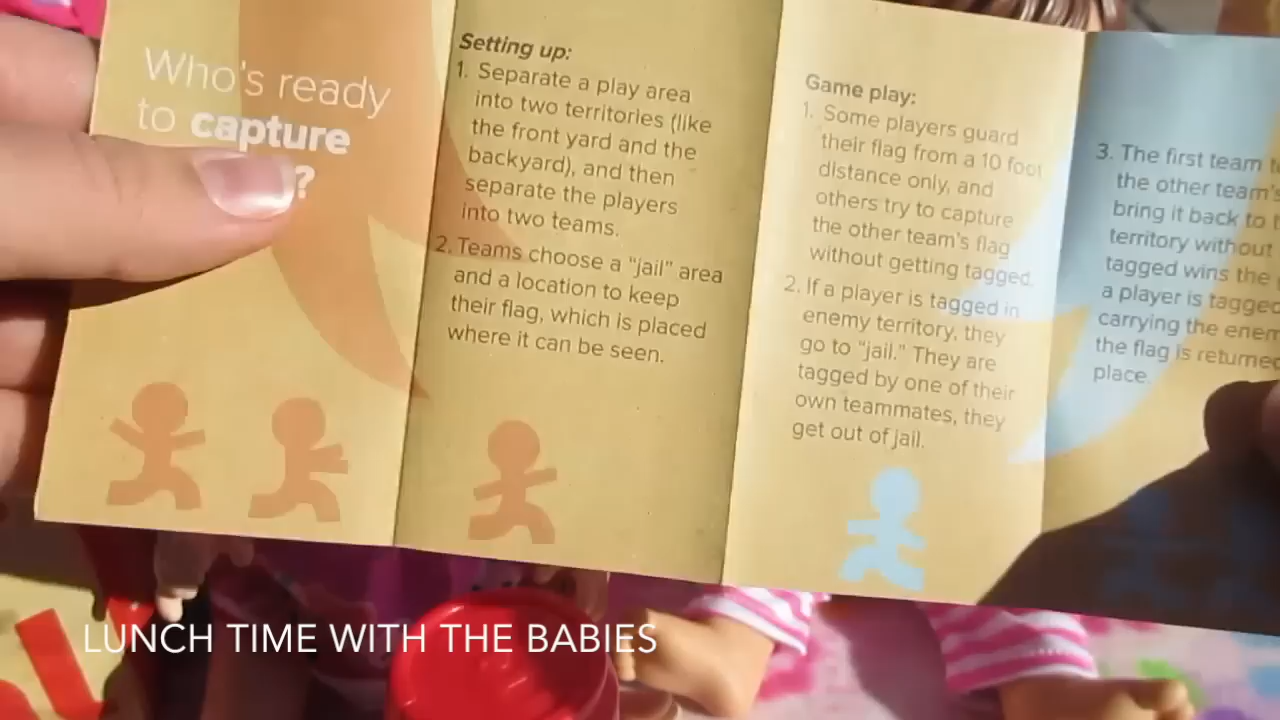 Who's ready
to capture
?
Setting up:
1. Separate a play area
into two territories (like
the front yard and the
backyard), and then
separate the players
into two teams.
2. Teams choose a “jail” area
and a location to keep
their flag, which is placed
where it can be seen.
Game play:
1. Some players guard
their flag from a 10 foot
distance only, and
others try to capture
the other team's flag
without getting tagged.
2. If a player is tagged in
enemy territory, they
go to “jail.” They are
tagged by one of their
own teammates, they
get out of jail.
3. The first team
the other team's
bring it back to
territory without
tagged wins the
a player is tagged
carrying the
the flag is returned
place.
LUNCH TIME WITH THE BABIES